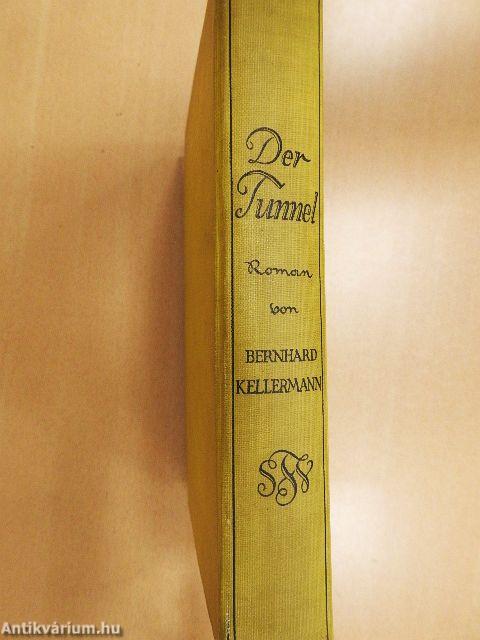 Der
Tunnel
Roman
von
BERNHARD
KELLERMANN
SFV
Antikvárium.hu